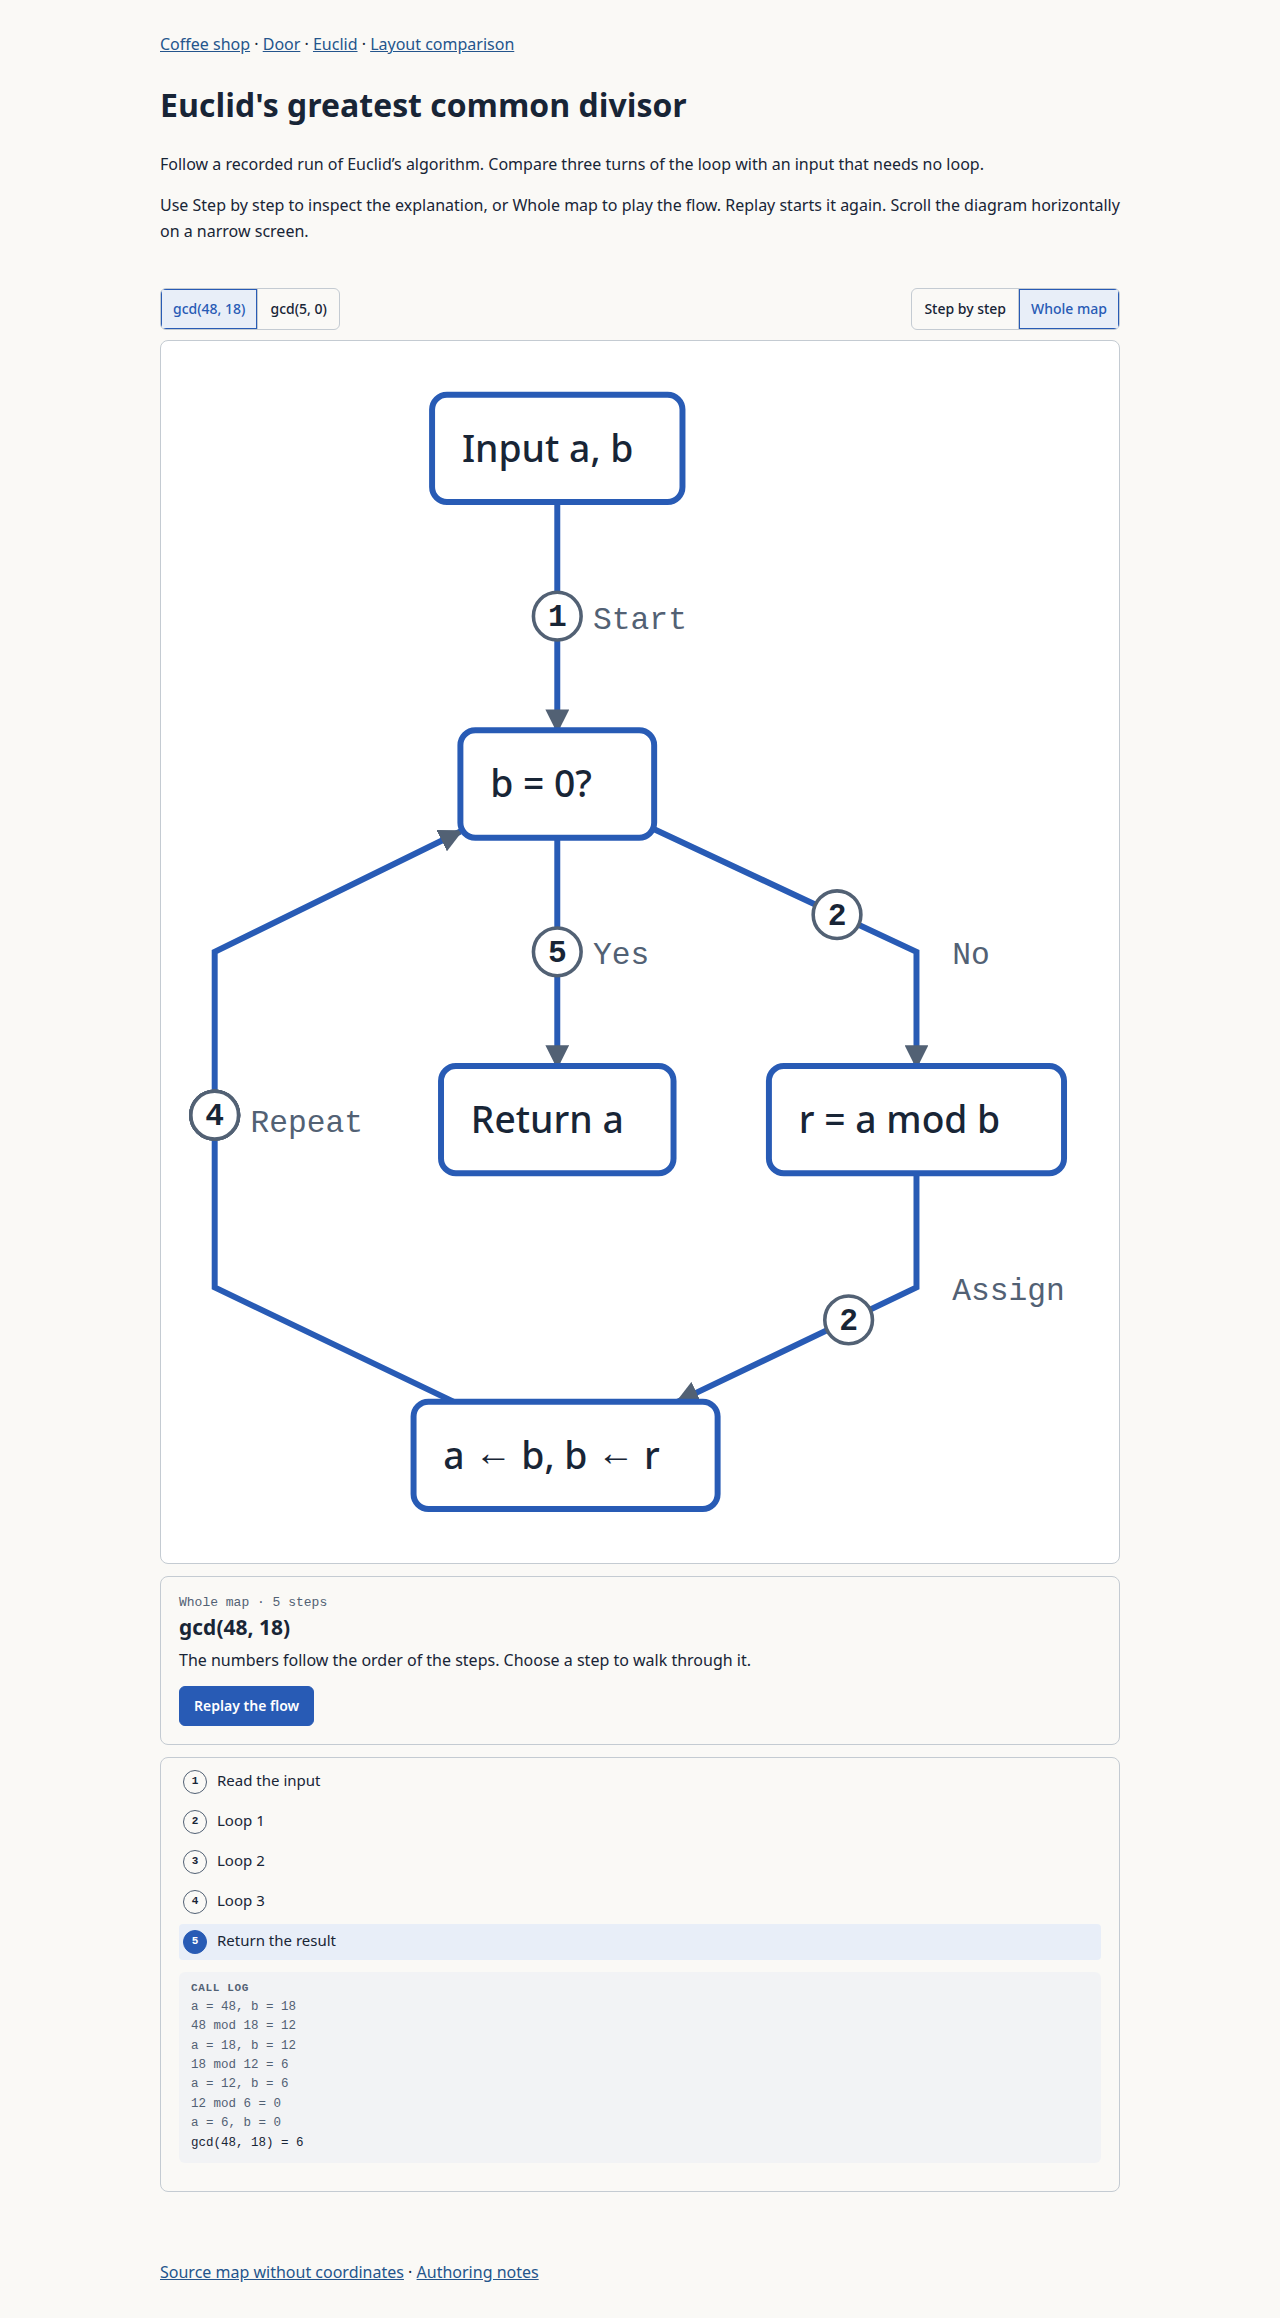 Coffee shop · Door · Euclid · Layout comparison
Euclid's greatest common divisor
Follow a recorded run of Euclid’s algorithm. Compare three turns of the loop with an input that needs no loop.
Use Step by step to inspect the explanation, or Whole map to play the flow. Replay starts it again. Scroll the diagram horizontally
on a narrow screen.
gcd(48, 18) gcd(5, 0) Step by step Whole map
Input a, b
1 Start
b = 0?
2
5 Yes
No
4 Repeat
Return a
r = a mod b
Assign
2
a ← b, b ← r
Whole map · 5 steps
gcd(48, 18)
The numbers follow the order of the steps. Choose a step to walk through it.
Replay the flow
1 Read the input
2 Loop 1
3 Loop 2
4 Loop 3
5 Return the result
CALL LOG
a = 48, b = 18
48 mod 18 = 12
a = 18, b = 12
18 mod 12 = 6
a = 12, b = 6
12 mod 6 = 0
a = 6, b = 0
gcd(48, 18) = 6
Source map without coordinates · Authoring notes